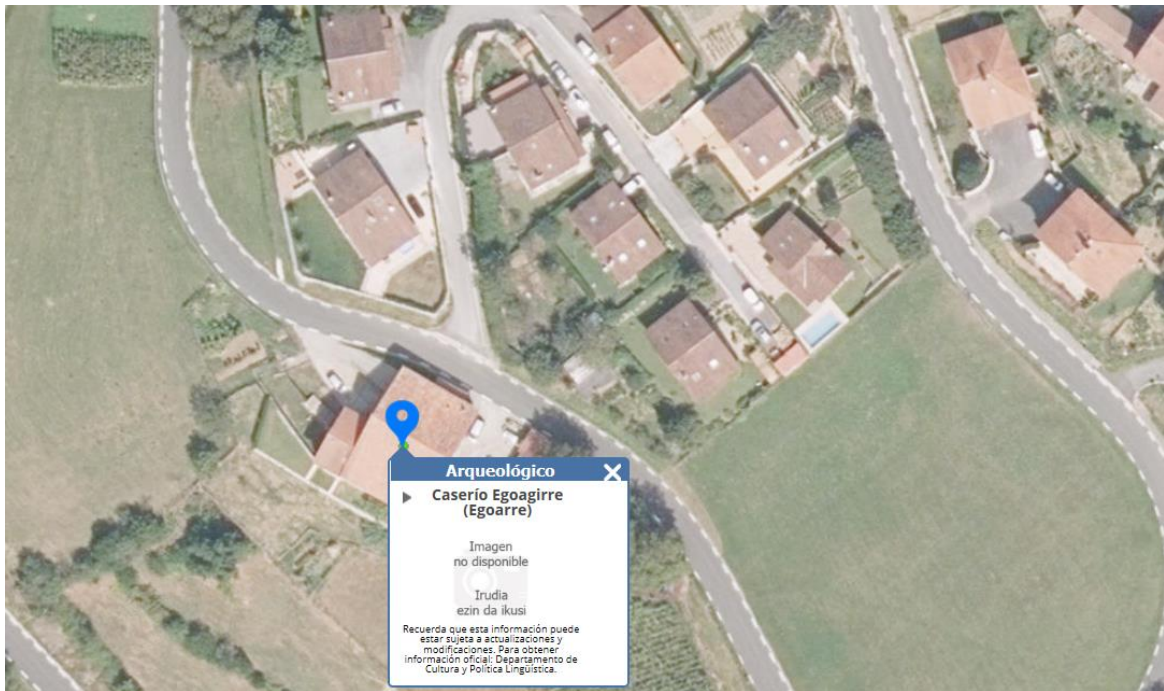 Arqueológico
Caserío Egoagirre
(Egoarre)
Imagen
no disponible
Irudia
ezin da ikusi
Recuerda que esta información puede
estar sujeta a actualizaciones y
modificaciones. Para obtener
información oficial: Departamento de
Cultura y Política Lingüística.